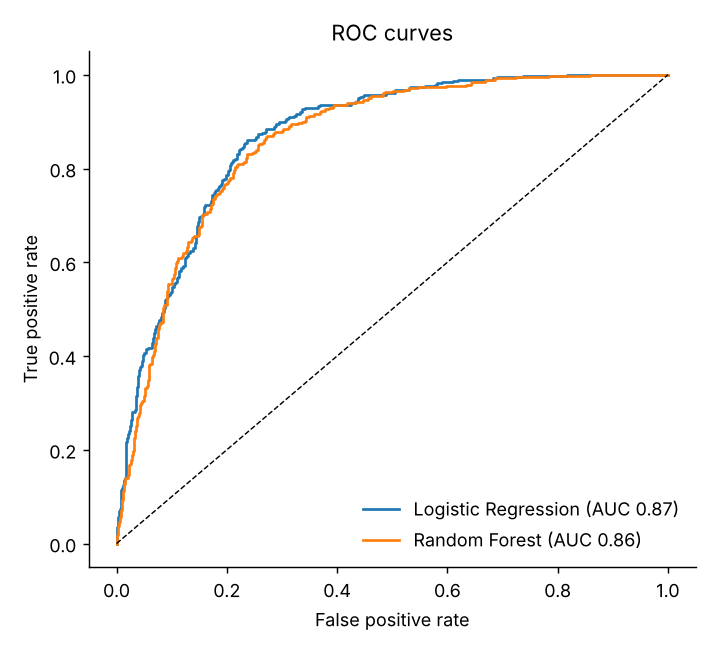 ROC curves
True positive rate
1.0
0.8
0.6
0.4
0.2
0.0
Logistic Regression (AUC 0.87)
Random Forest (AUC 0.86)
0.0 0.2 0.4 0.6 0.8 1.0
False positive rate